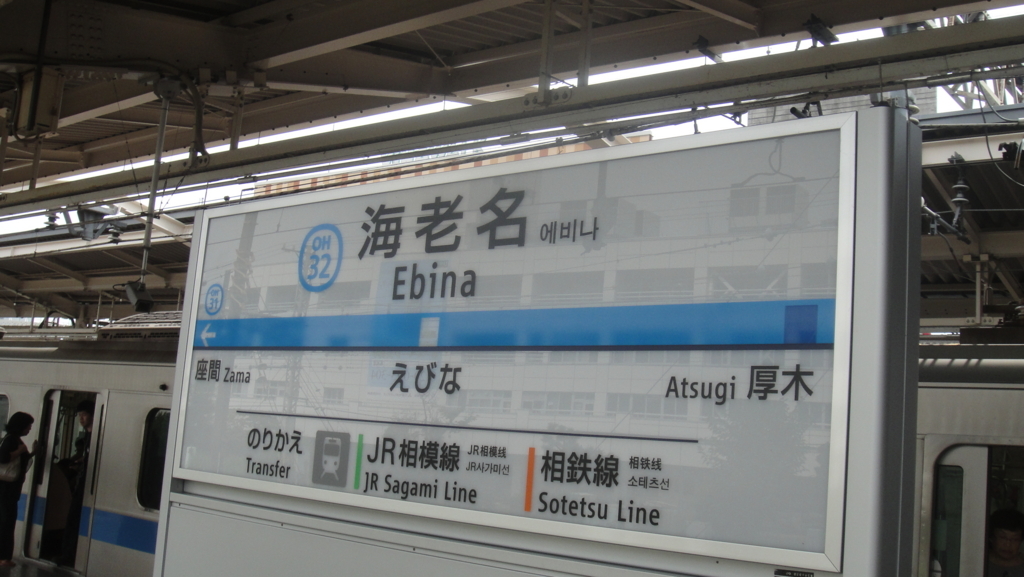 OH
32
海老名 에비나
Ebina
OH
31
座間 Zama
えびな
Atsugi 厚木
のりかえ
Transfer
JR相模線 JR相模线
JR사가미선
JR Sagami Line
相鉄線 相铁线
소테츠선
Sotetsu Line